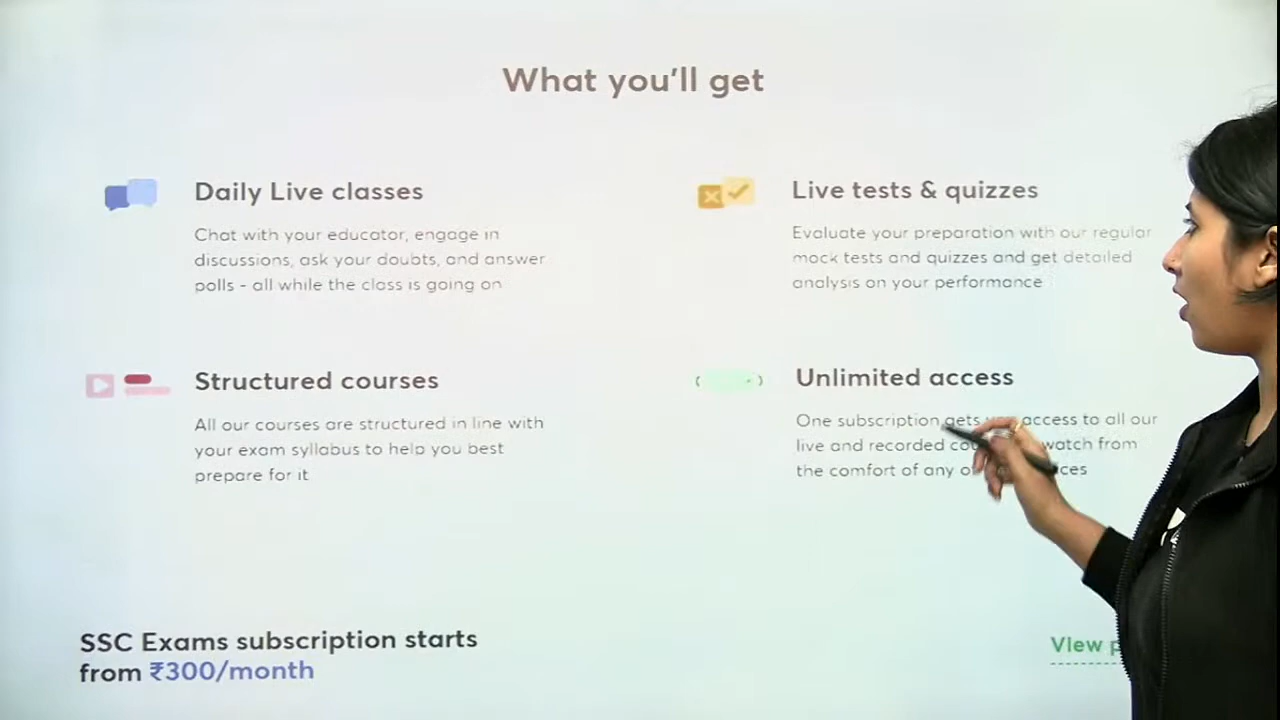 What you'll get
Daily Live classes
Chat with your educator, engage in
discussions, ask your doubts, and answer
polls - all while the class is going on
Live tests & quizzes
Evaluate your preparation with our regular
mock tests and quizzes and get detailed
analysis on your performance
Structured courses
All our courses are structured in line with
your exam syllabus to help you best
prepare for it
Unlimited access
One subscription gets access to all our
live and recorded watch from
the comfort of any
SSC Exams subscription starts
from ₹300/month
View